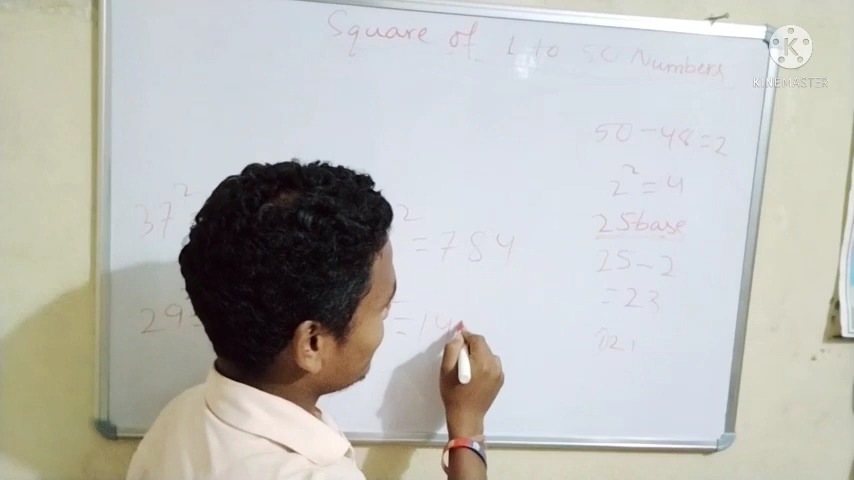 Square of 1 to 50 Numbers
K
KINEMASTER
50-48=2
2²=4
37²
² =784
25base
25-2
=23
29=
=14